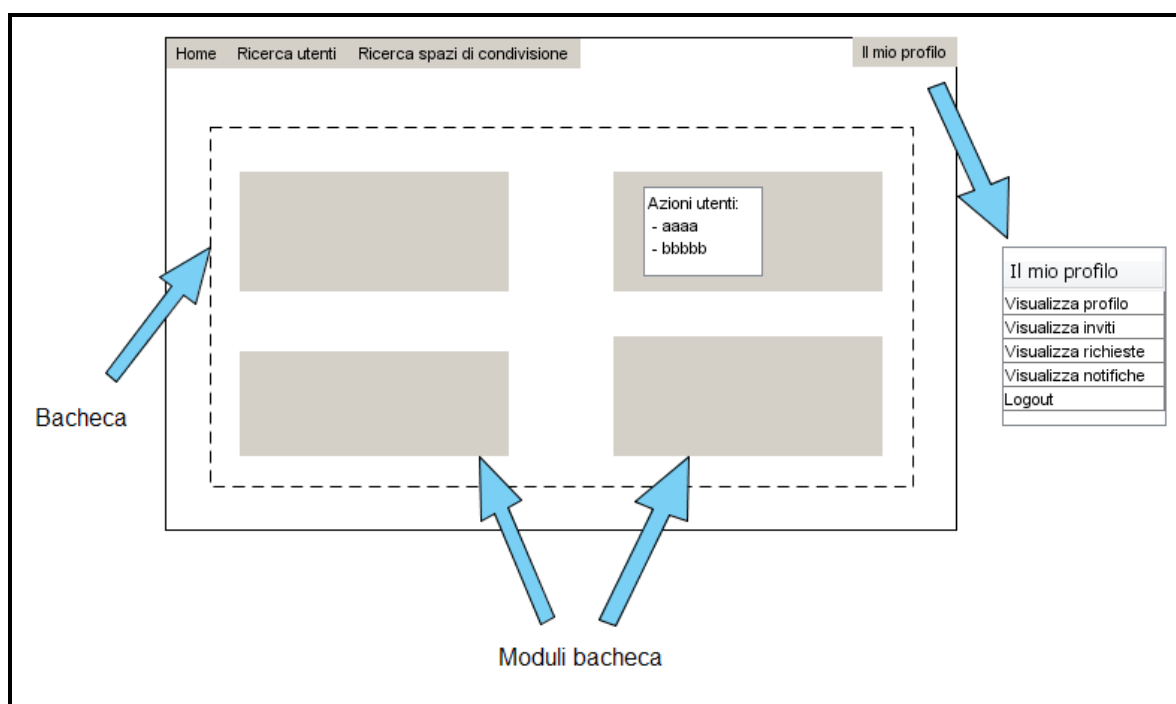 Home Ricerca utenti Ricerca spazi di condivisione Il mio profilo
Azioni utenti:
- aaaa
- bbbbb
Il mio profilo
Visualizza profilo
Visualizza inviti
Visualizza richieste
Visualizza notifiche
Logout
Bacheca
Moduli bacheca